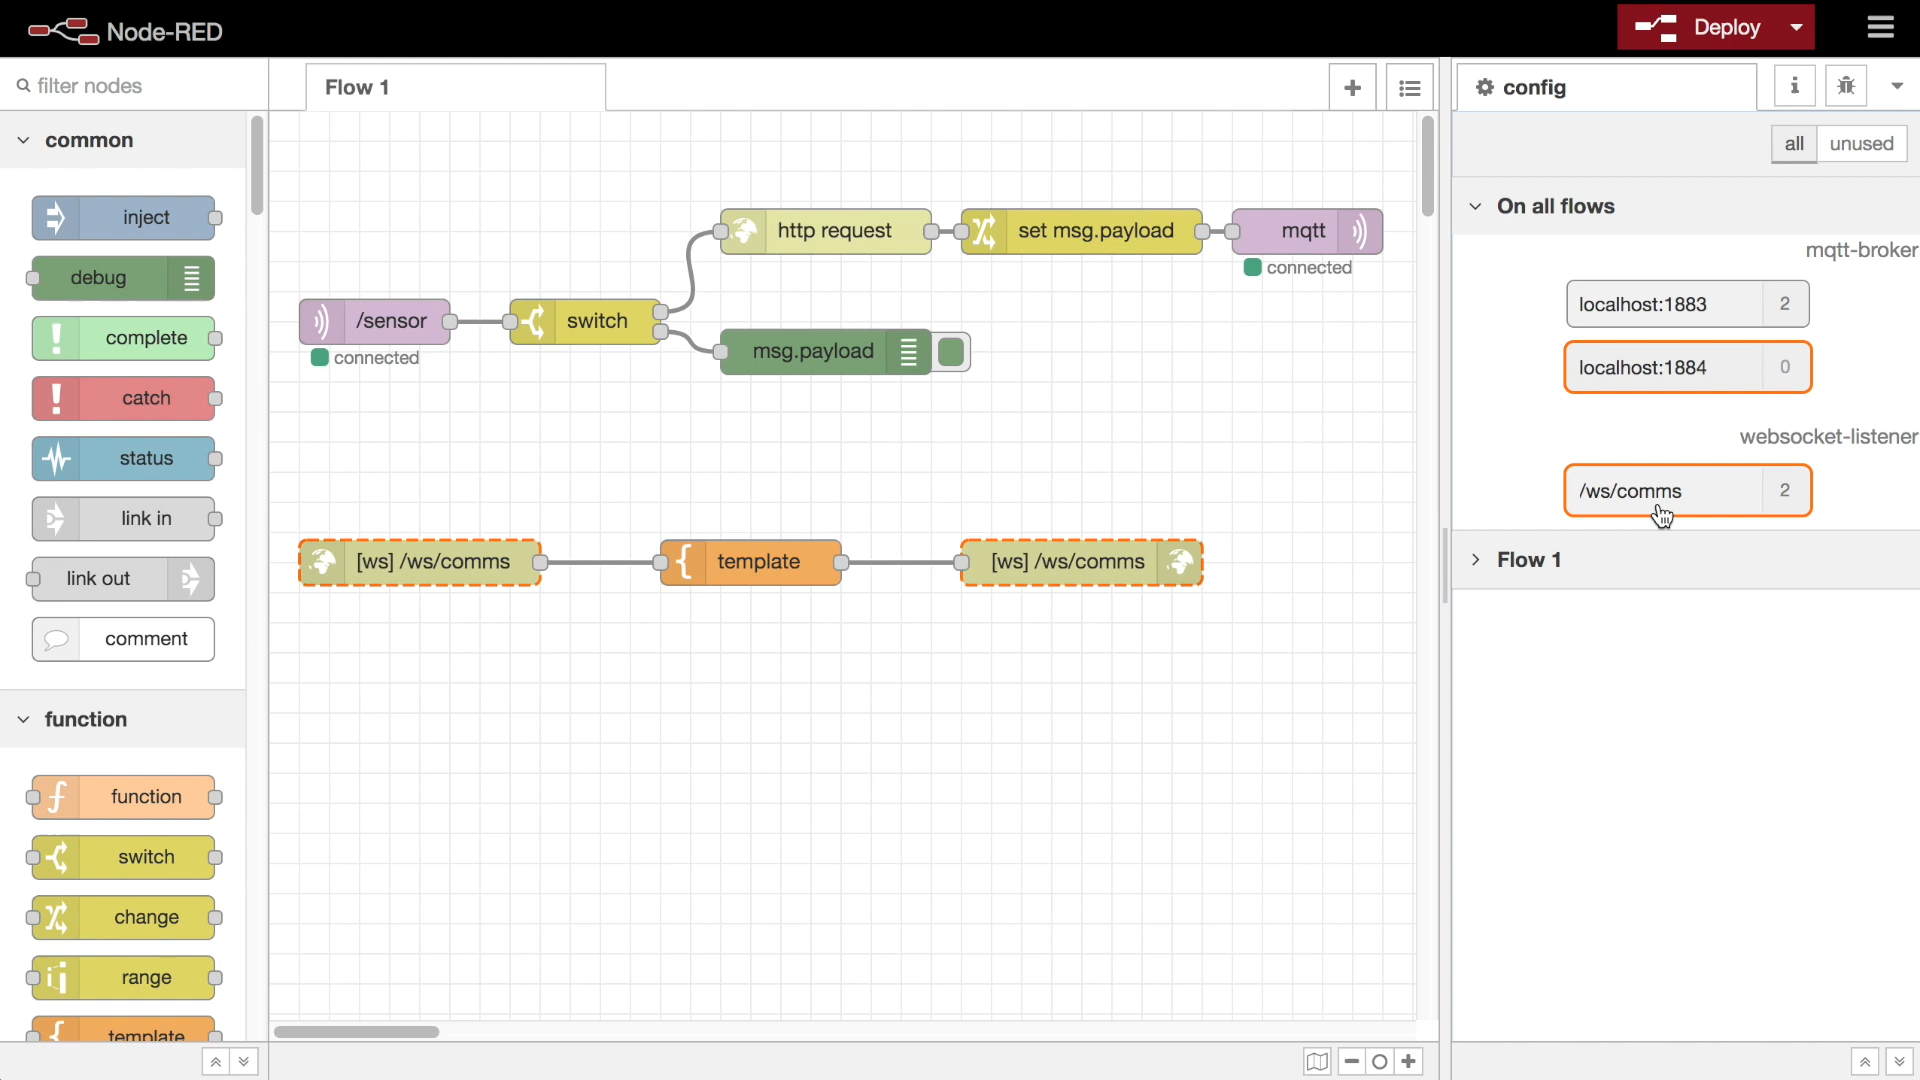 Node-RED
Deploy
filter nodes
Flow 1
config
i
all
unused
common
On all flows
mqtt-broker
inject
debug
complete
catch
status
link in
link out
comment
function
function
switch
change
range
template
http request
set msg.payload
mqtt
connected
/sensor
connected
switch
msg.payload
[ws] /ws/comms
template
[ws] /ws/comms
localhost:1883
2
localhost:1884
0
websocket-listener
/ws/comms
2
Flow 1